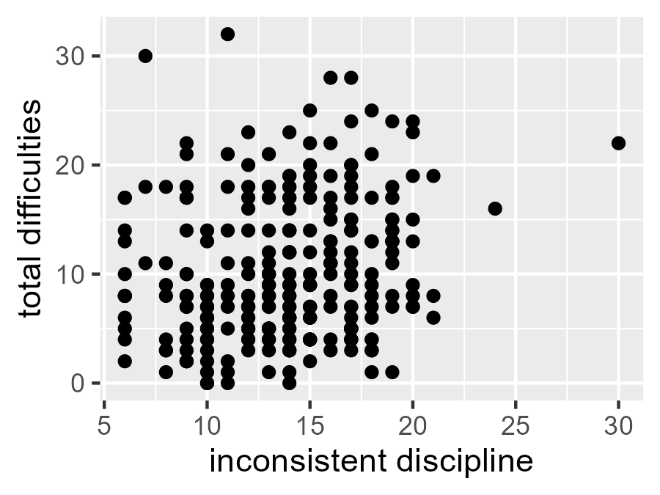 total difficulties
30
20
10
0
5 10 15 20 25 30
inconsistent discipline